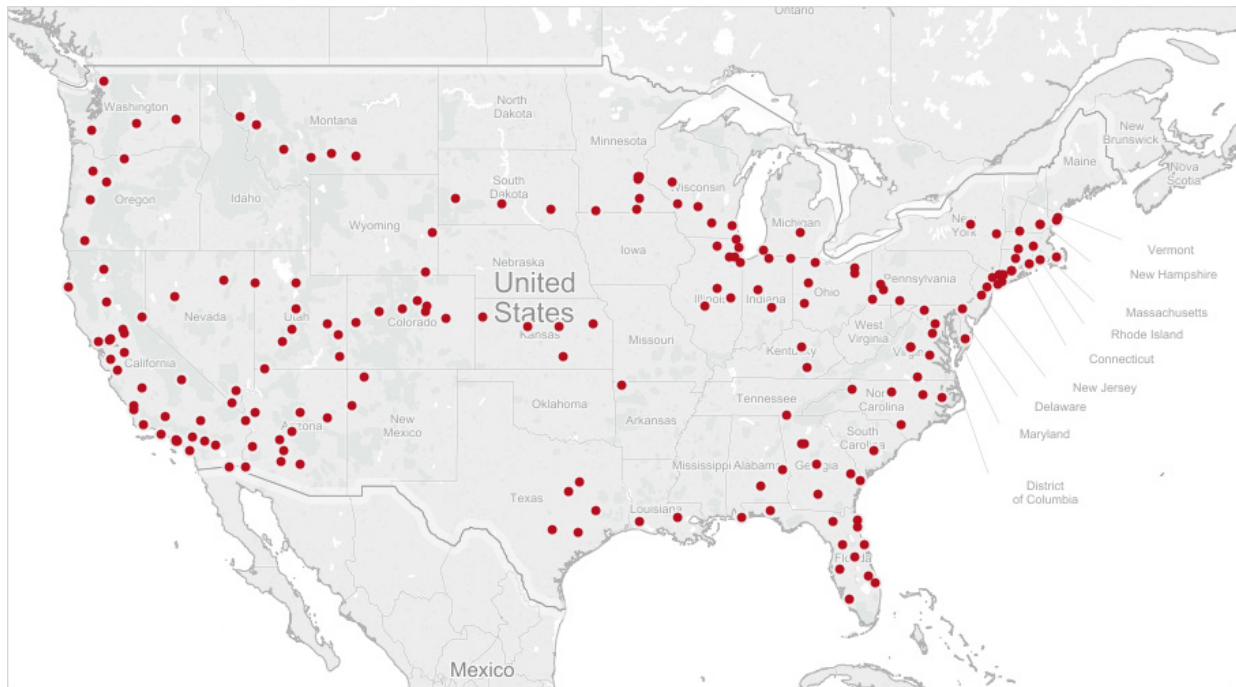 Ontario
Washington
Montana
North
Dakota
Minnesota
New
Brunswick
Maine
Nova
Scotia
Oregon
Idaho
South
Dakota
Wisconsin
Michigan
New
York
Wyoming
Iowa
Nebraska
United
States
Pennsylvania
Vermont
New Hampshire
Massachusetts
Rhode Island
Connecticut
New Jersey
Delaware
Maryland
District
of Columbia
Nevada
Utah
Colorado
Illinois
Indiana
Ohio
Kansas
Missouri
West
Virginia
Virginia
California
Kentucky
Tennessee
North
Carolina
Arizona
New
Mexico
Oklahoma
Arkansas
South
Carolina
Mississippi
Alabama
Georgia
Texas
Louisiana
Florida
Mexico